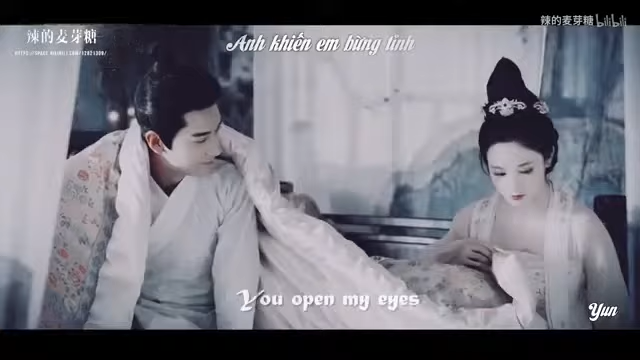 辣的麦芽糖
辣的麦芽糖 bilibili
Anh khiến em bừng tỉnh
You open my eyes
Yun